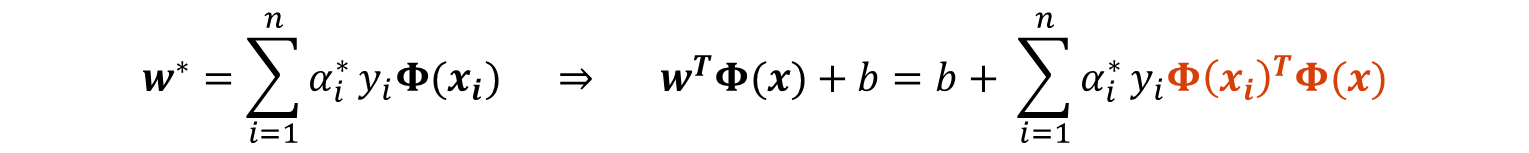 w* = ∑_{i=1}^{n} α_i^* y_i Φ(x_i) ⇒ w^T Φ(x) + b = b + ∑_{i=1}^{n} α_i^* y_i Φ(x_i)^T Φ(x)